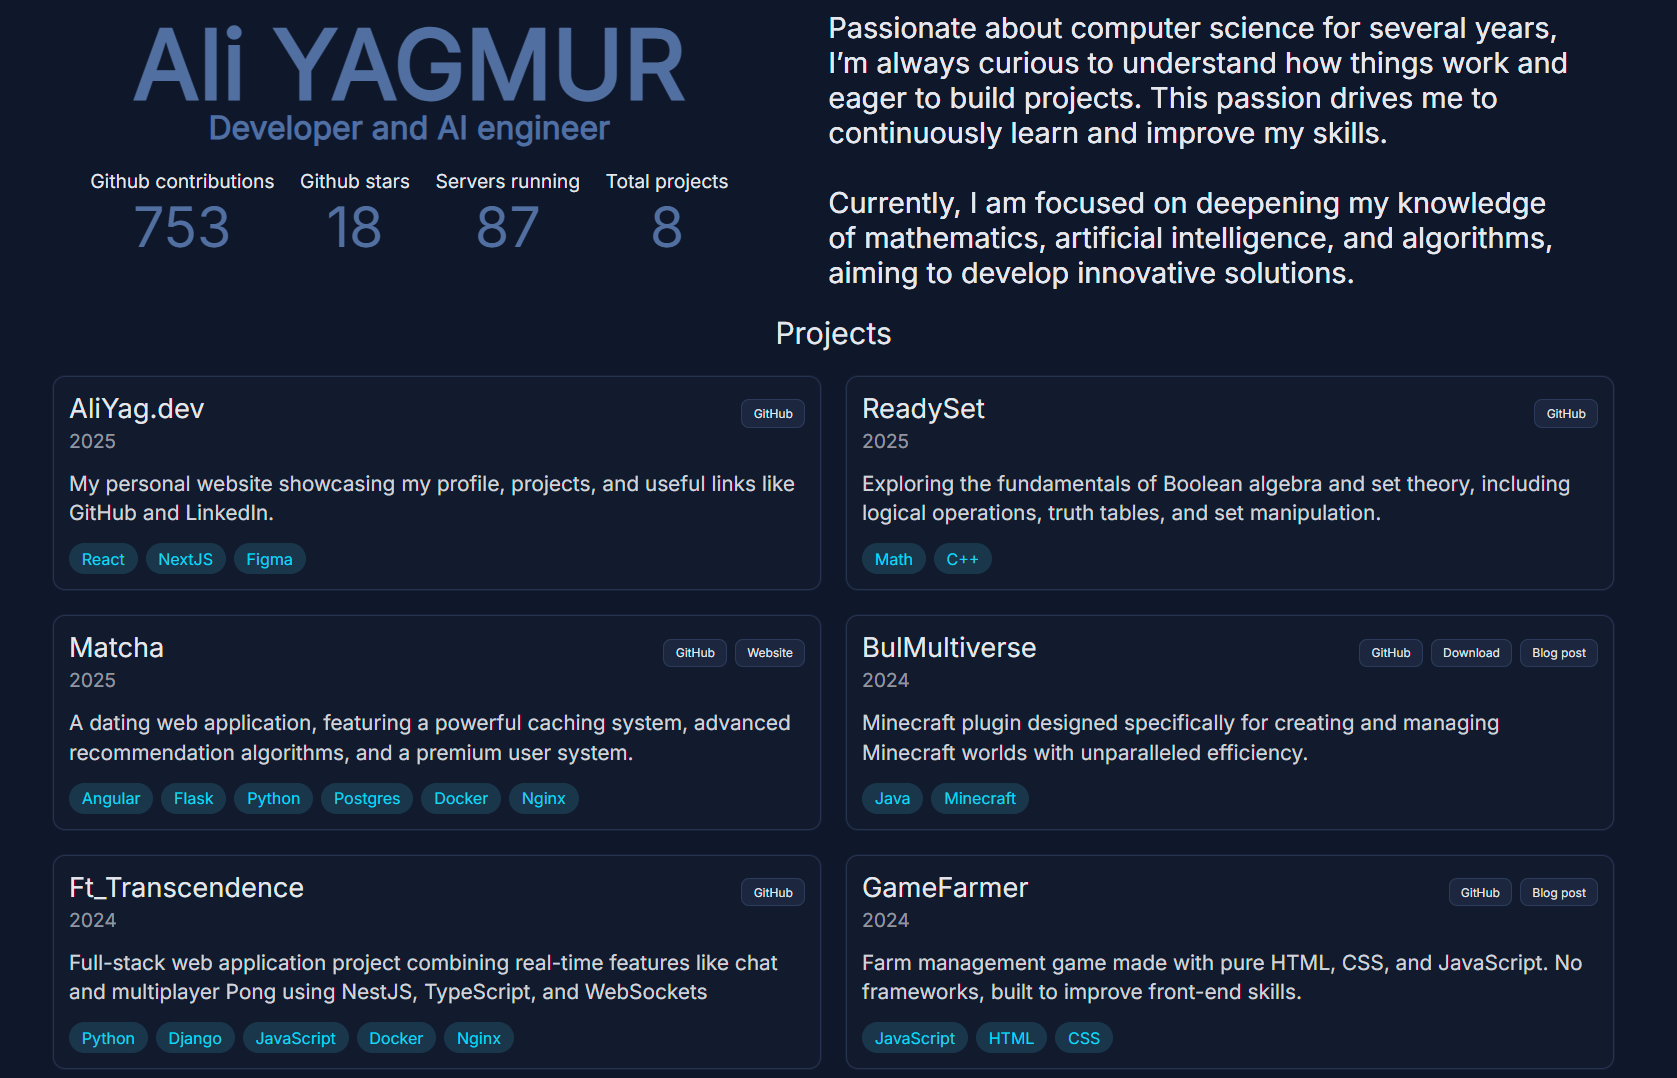 Ali YAGMUR
Developer and AI engineer
Github contributions
753
Github stars
18
Servers running
87
Total projects
8
Passionate about computer science for several years,
I’m always curious to understand how things work and
eager to build projects. This passion drives me to
continuously learn and improve my skills.
Currently, I am focused on deepening my knowledge
of mathematics, artificial intelligence, and algorithms,
aiming to develop innovative solutions.
Projects
AliYag.dev
GitHub
2025
My personal website showcasing my profile, projects, and useful links like
GitHub and LinkedIn.
React NextJS Figma
ReadySet
GitHub
2025
Exploring the fundamentals of Boolean algebra and set theory, including
logical operations, truth tables, and set manipulation.
Math C++
Matcha
GitHub Website
2025
A dating web application, featuring a powerful caching system, advanced
recommendation algorithms, and a premium user system.
Angular Flask Python Postgres Docker Nginx
BulMultiverse
GitHub Download Blog post
2024
Minecraft plugin designed specifically for creating and managing
Minecraft worlds with unparalleled efficiency.
Java Minecraft
Ft_Transcendence
GitHub
2024
Full-stack web application project combining real-time features like chat
and multiplayer Pong using NestJS, TypeScript, and WebSockets
Python Django JavaScript Docker Nginx
GameFarmer
GitHub Blog post
2024
Farm management game made with pure HTML, CSS, and JavaScript. No
frameworks, built to improve front-end skills.
JavaScript HTML CSS